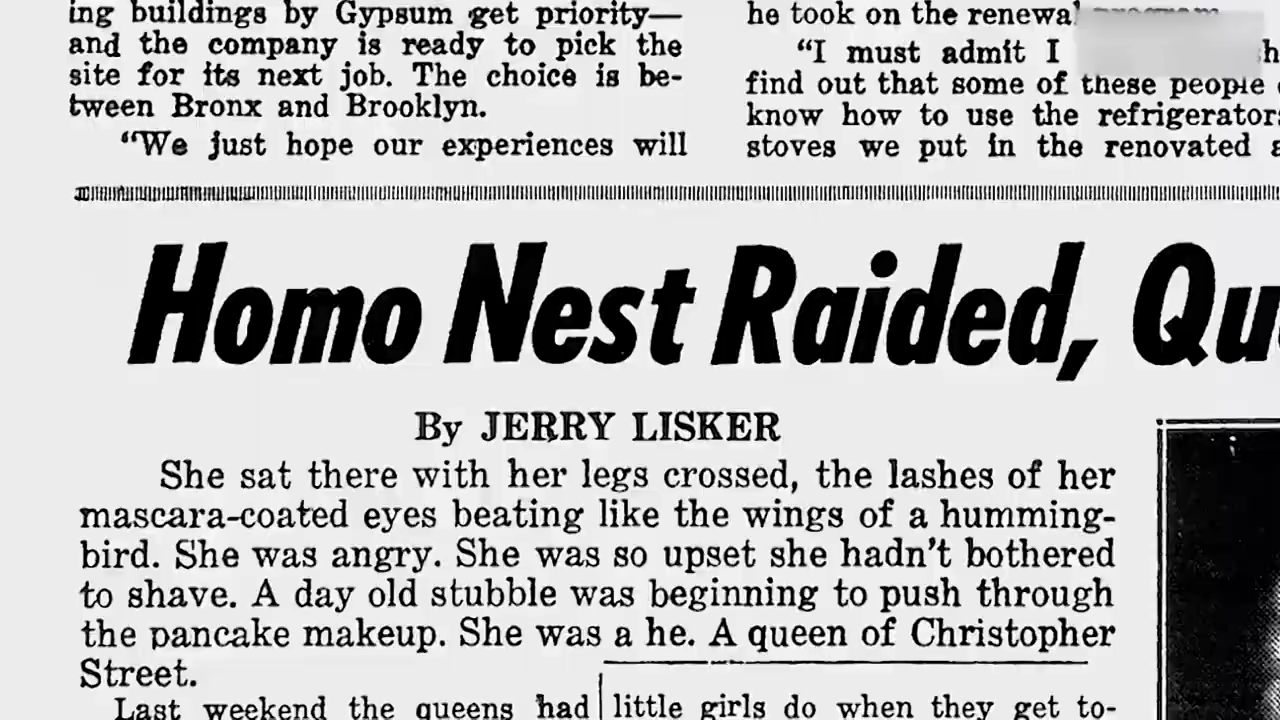 ing buildings by Gypsum get priority—
and the company is ready to pick the
site for its next job. The choice is be-
tween Bronx and Brooklyn.
"We just hope our experiences will
he took on the renewal
"I must admit I
find out that some of these people
know how to use the refrigerators
stoves we put in the renovated
Homo Nest Raided, Qu
By JERRY LISKER
She sat there with her legs crossed, the lashes of her
mascara-coated eyes beating like the wings of a humming-
bird. She was angry. She was so upset she hadn't bothered
to shave. A day old stubble was beginning to push through
the pancake makeup. She was a he. A queen of Christopher
Street.
Last weekend the queens had
little girls do when they get to-